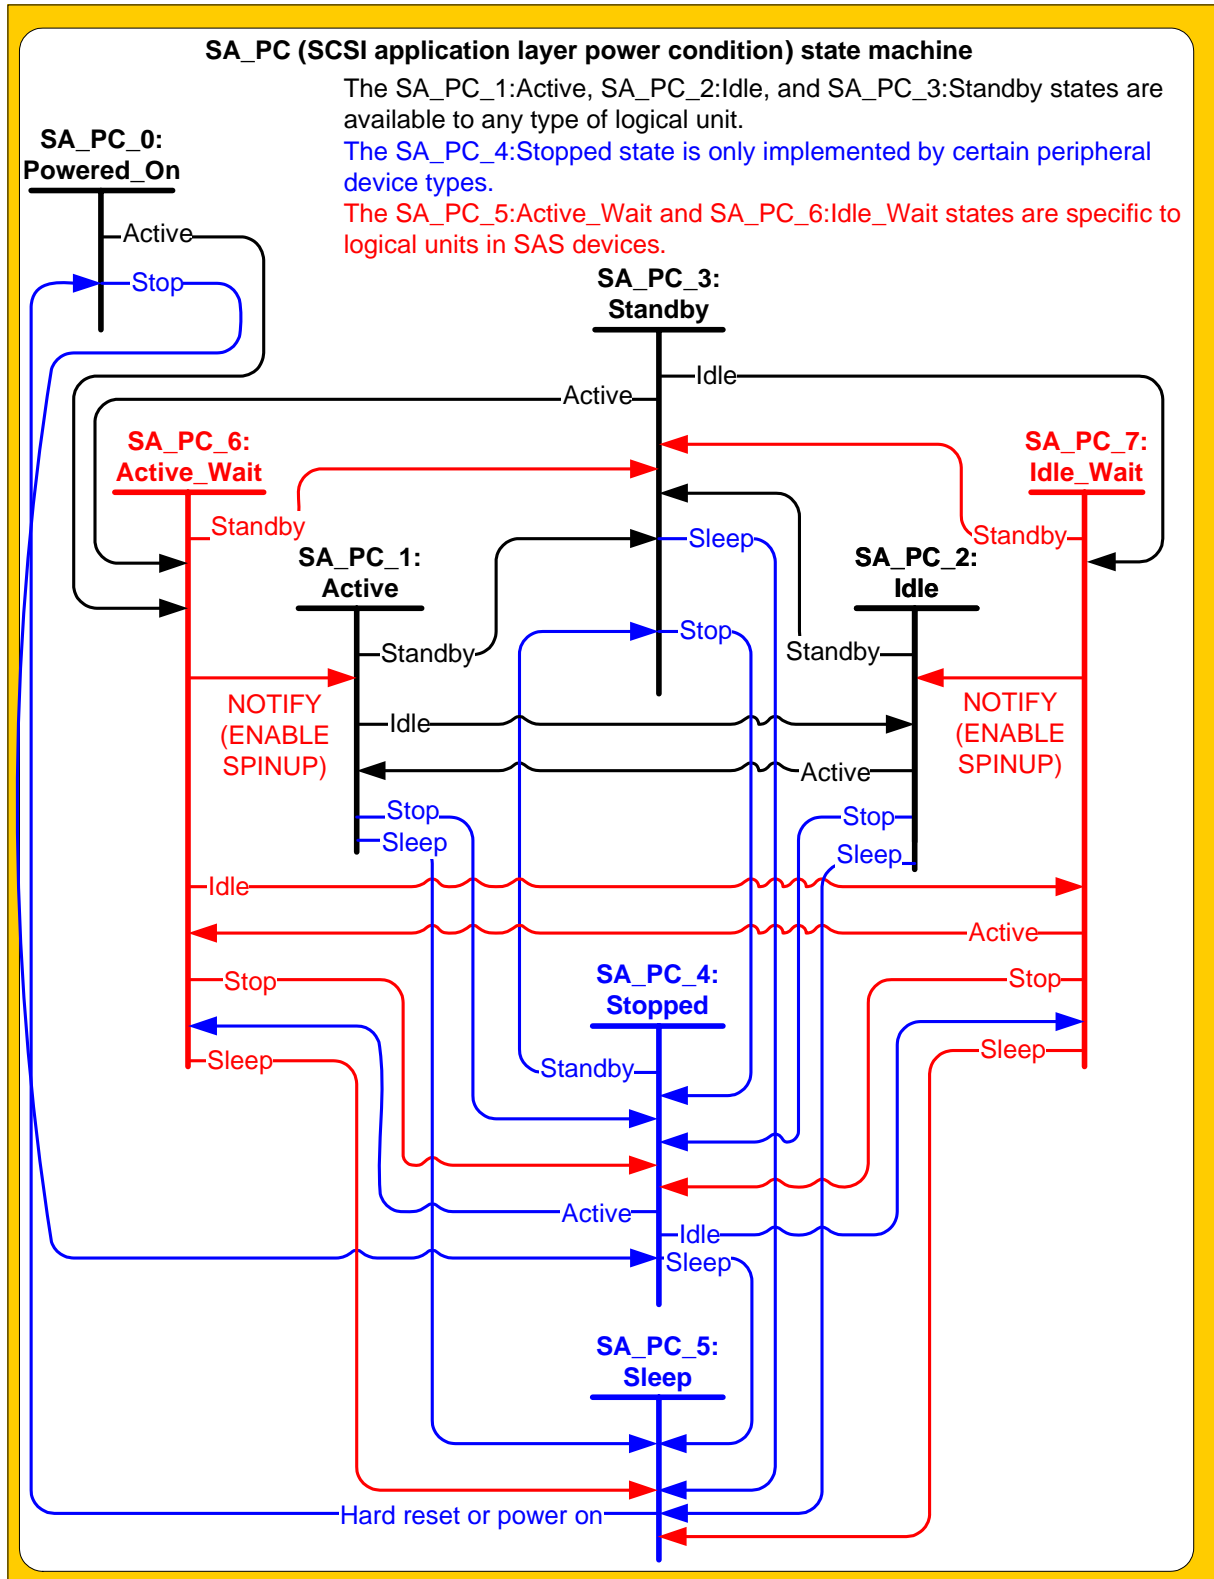 SA_PC (SCSI application layer power condition) state machine
The SA_PC_1:Active, SA_PC_2:Idle, and SA_PC_3:Standby states are
available to any type of logical unit.
The SA_PC_4:Stopped state is only implemented by certain peripheral
device types.
The SA_PC_5:Active_Wait and SA_PC_6:Idle_Wait states are specific to
logical units in SAS devices.
SA_PC_0:
Powered_On
Active
Stop
SA_PC_3:
Standby
Idle
Active
SA_PC_6:
Active_Wait
SA_PC_7:
Idle_Wait
Standby
Sleep
Standby
SA_PC_1:
Active
SA_PC_2:
Idle
Standby
Stop
Standby
NOTIFY
(ENABLE
SPINUP)
Idle
NOTIFY
(ENABLE
SPINUP)
Active
Stop
Stop
Sleep
Sleep
Idle
Active
Stop
SA_PC_4:
Stopped
Stop
Sleep
Standby
Sleep
Active
Idle
Sleep
SA_PC_5:
Sleep
Hard reset or power on